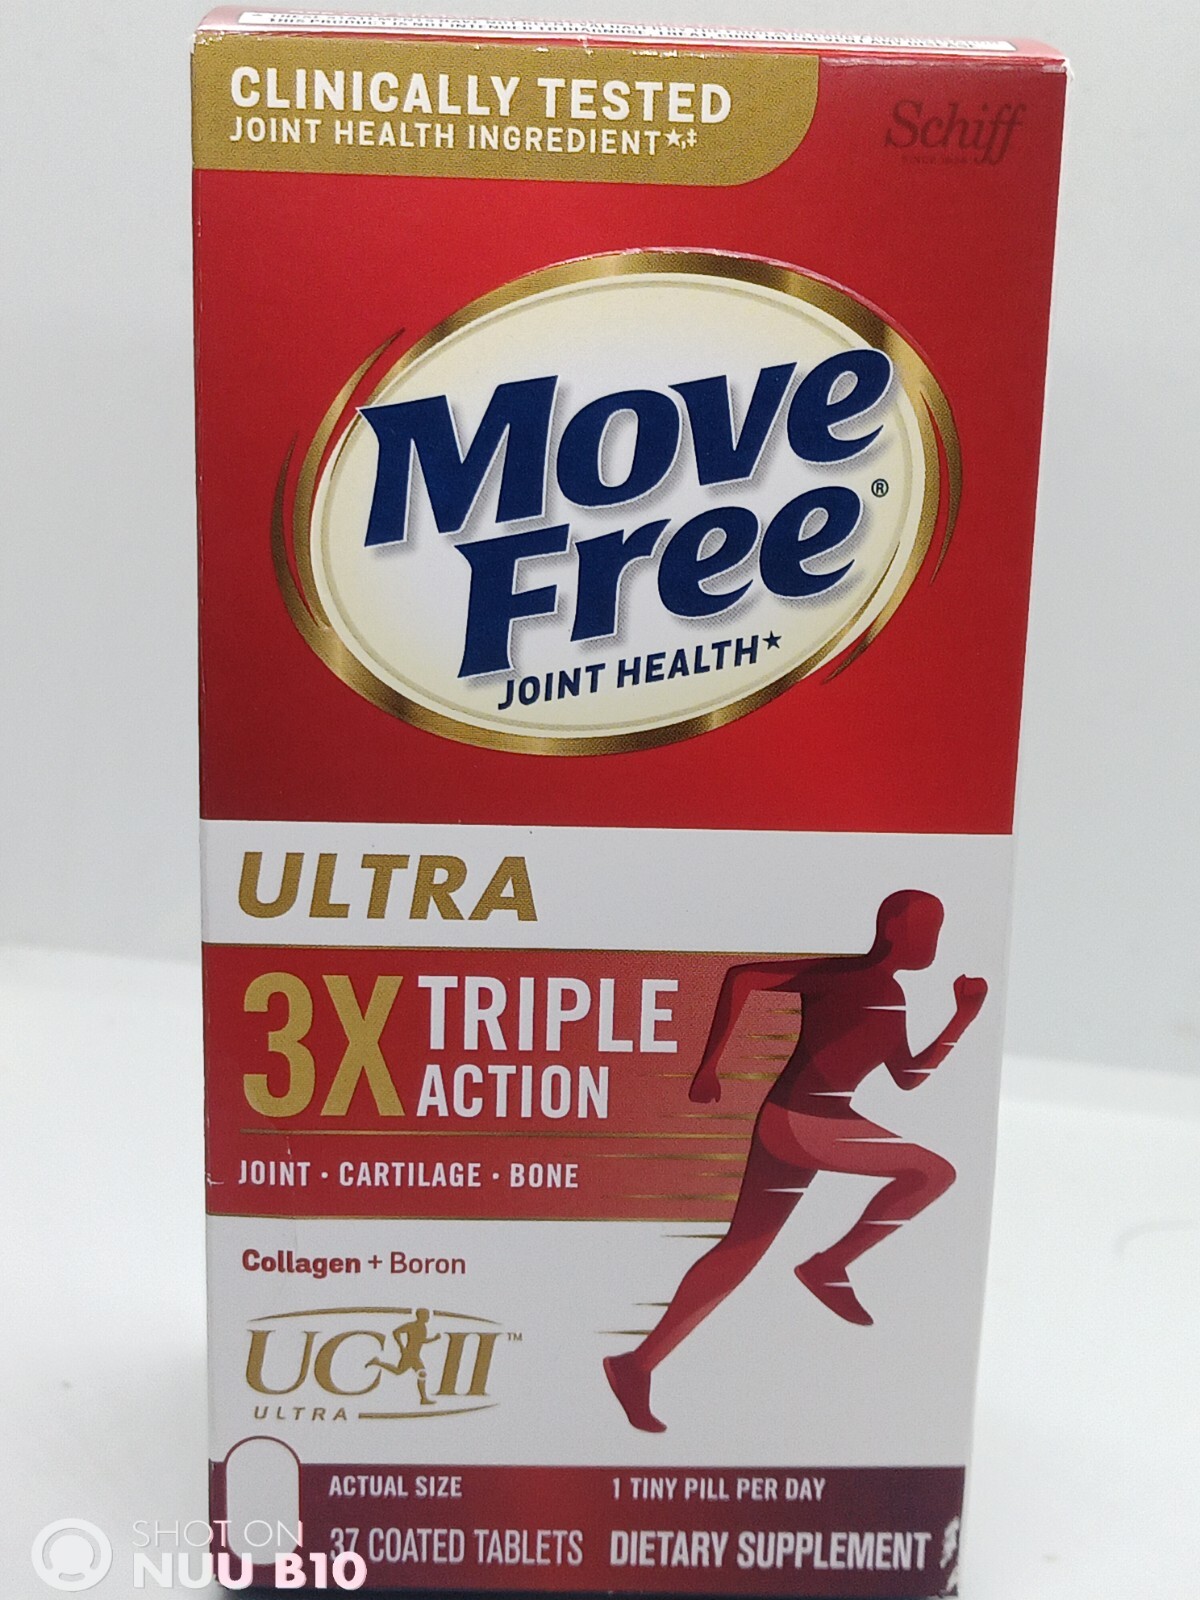 CLINICALLY TESTED
JOINT HEALTH INGREDIENT★,‡
Schiff
Move
Free®
JOINT HEALTH★
ULTRA
3X TRIPLE
ACTION
JOINT · CARTILAGE · BONE
Collagen + Boron
UC II™
ULTRA
ACTUAL SIZE
1 TINY PILL PER DAY
37 COATED TABLETS
DIETARY SUPPLEMENT
SHOT ON
NUU B10